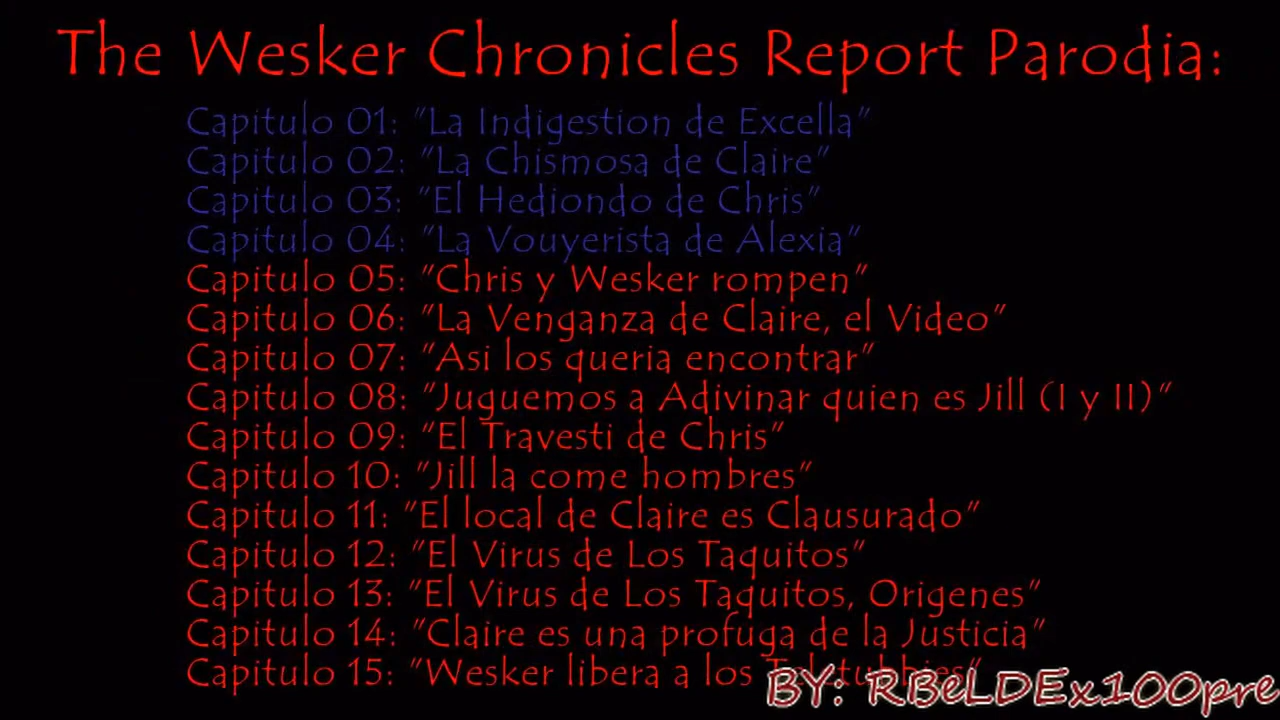 The Wesker Chronicles Report Parodia:
Capitulo 01: "La Indigestion de Excella"
Capitulo 02: "La Chismosa de Claire"
Capitulo 03: "El Hediondo de Chris"
Capitulo 04: "La Vouyerista de Alexia"
Capitulo 05: "Chris y Wesker rompen"
Capitulo 06: "La Venganza de Claire, el Video"
Capitulo 07: "Asi los queria encontrar"
Capitulo 08: "Juguemos a Adivinar quien es Jill (I y II)"
Capitulo 09: "El Travesti de Chris"
Capitulo 10: "Jill la come hombres"
Capitulo 11: "El local de Claire es Clausurado"
Capitulo 12: "El Virus de Los Taquitos"
Capitulo 13: "El Virus de Los Taquitos, Origenes"
Capitulo 14: "Claire es una profuga de la Justicia"
Capitulo 15: "Wesker libera a los Teletubbies"
BY: RBeLDEx100pre